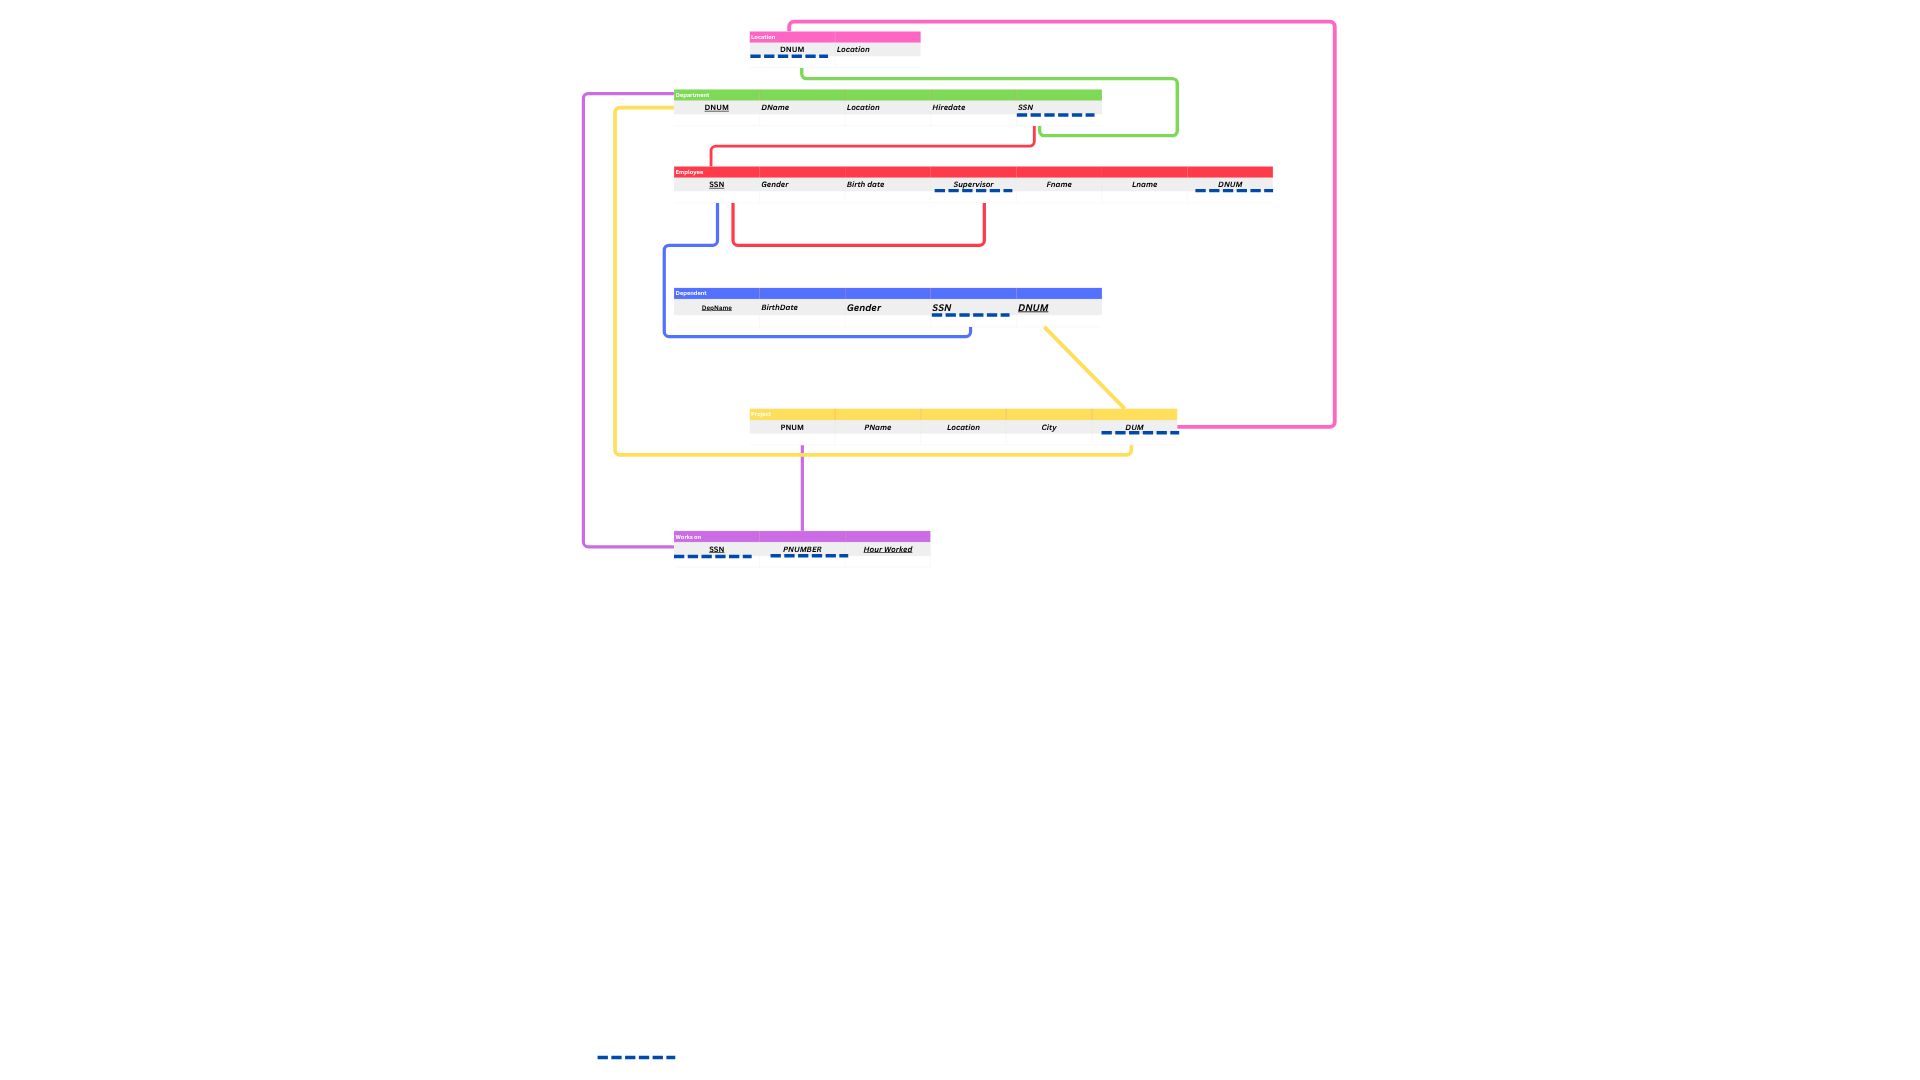 Location
DNUM Location
Department
DNUM DName Location Hiredate SSN
Employee
SSN Gender Birth date Supervisor Fname Lname DNUM
Dependent
DepName BirthDate Gender SSN DNUM
Project
PNUM PName Location City DUM
Works on
SSN PNUMBER Hour Worked